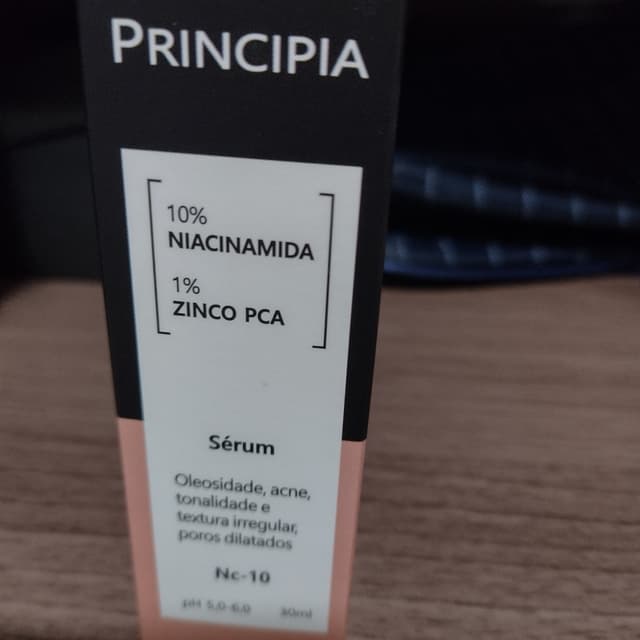 PRINCIPIA
10%
NIACINAMIDA
1%
ZINCO PCA
Sérum
Oleosidade, acne,
tonalidade e
textura irregular,
poros dilatados
Nc-10
pH 5,0-6,0 30ml